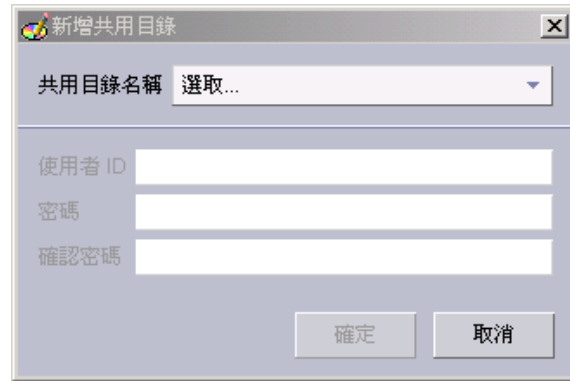 新增共用目錄
共用目錄名稱 選取...
使用者 ID
密碼
確認密碼
確定 取消